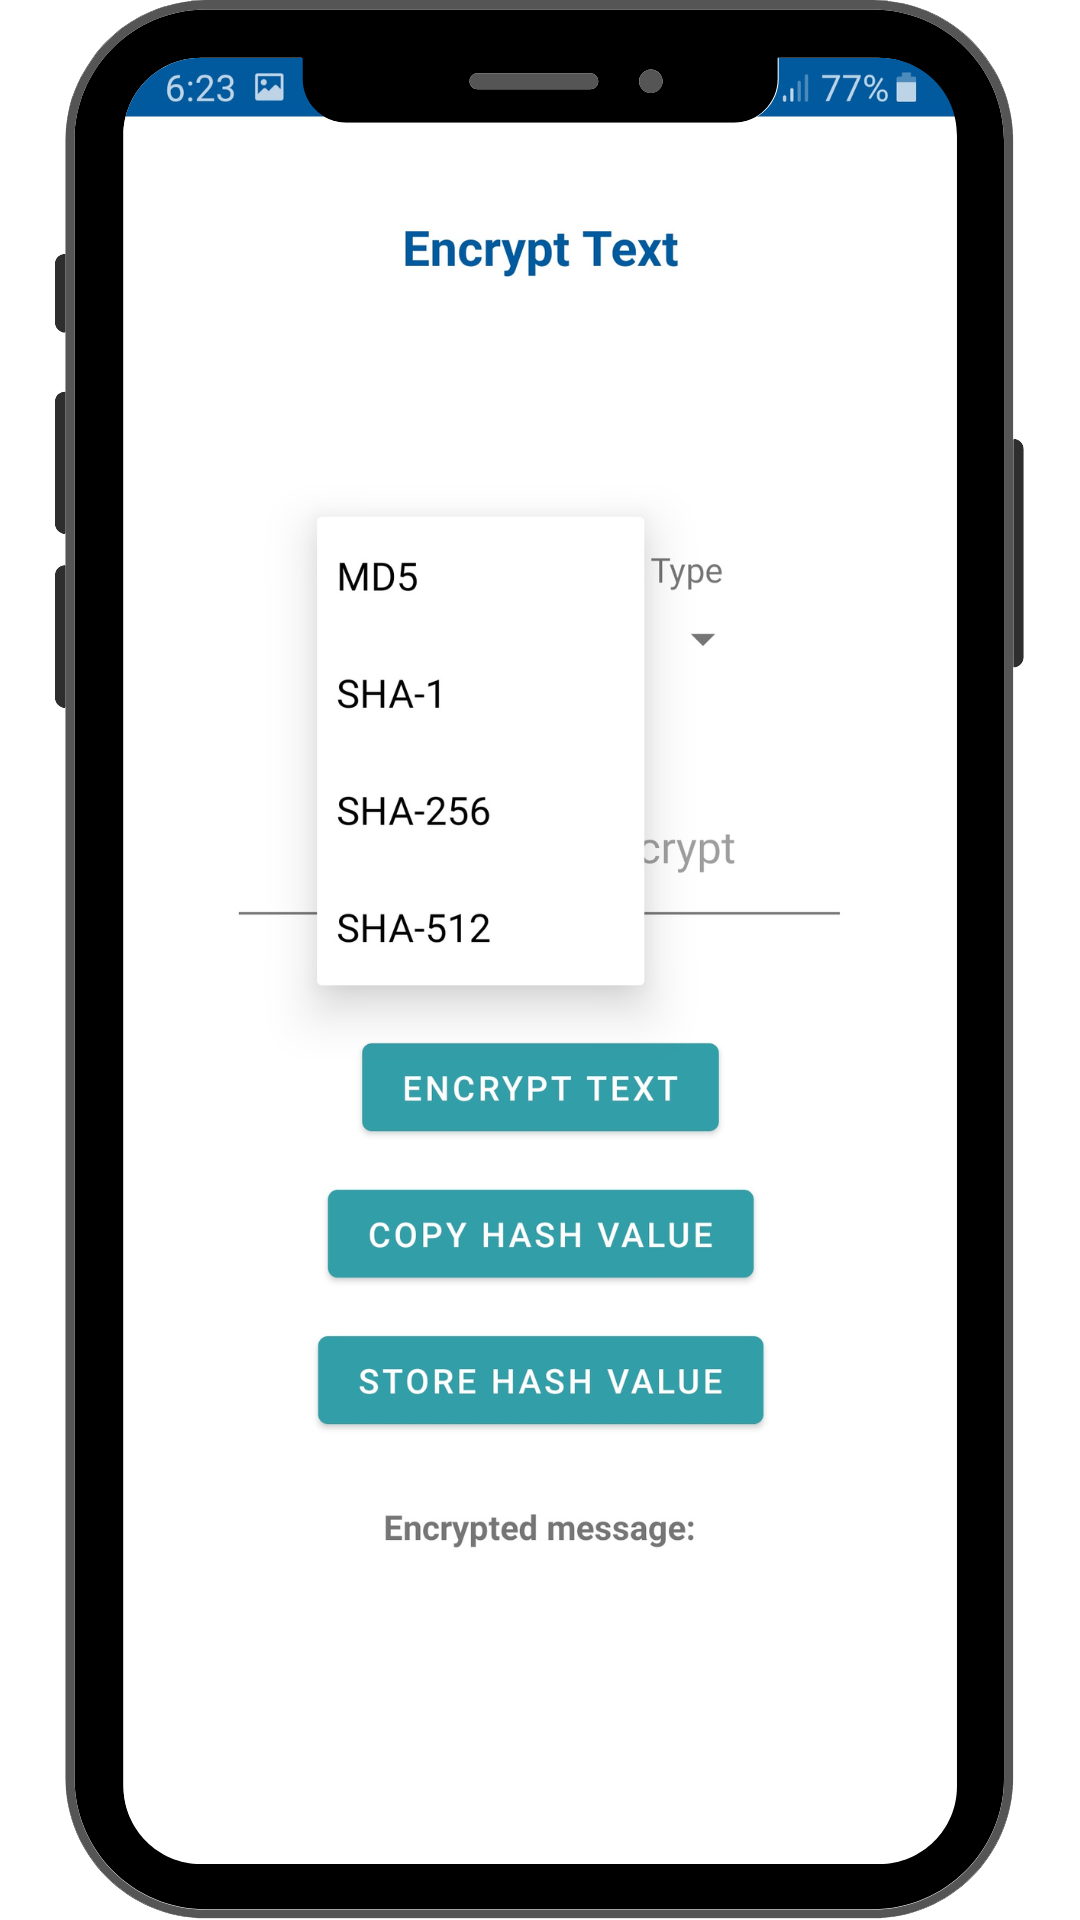 6:23 77%
Encrypt Text
MD5
Type
SHA-1
SHA-256
crypt
SHA-512
ENCRYPT TEXT
COPY HASH VALUE
STORE HASH VALUE
Encrypted message: